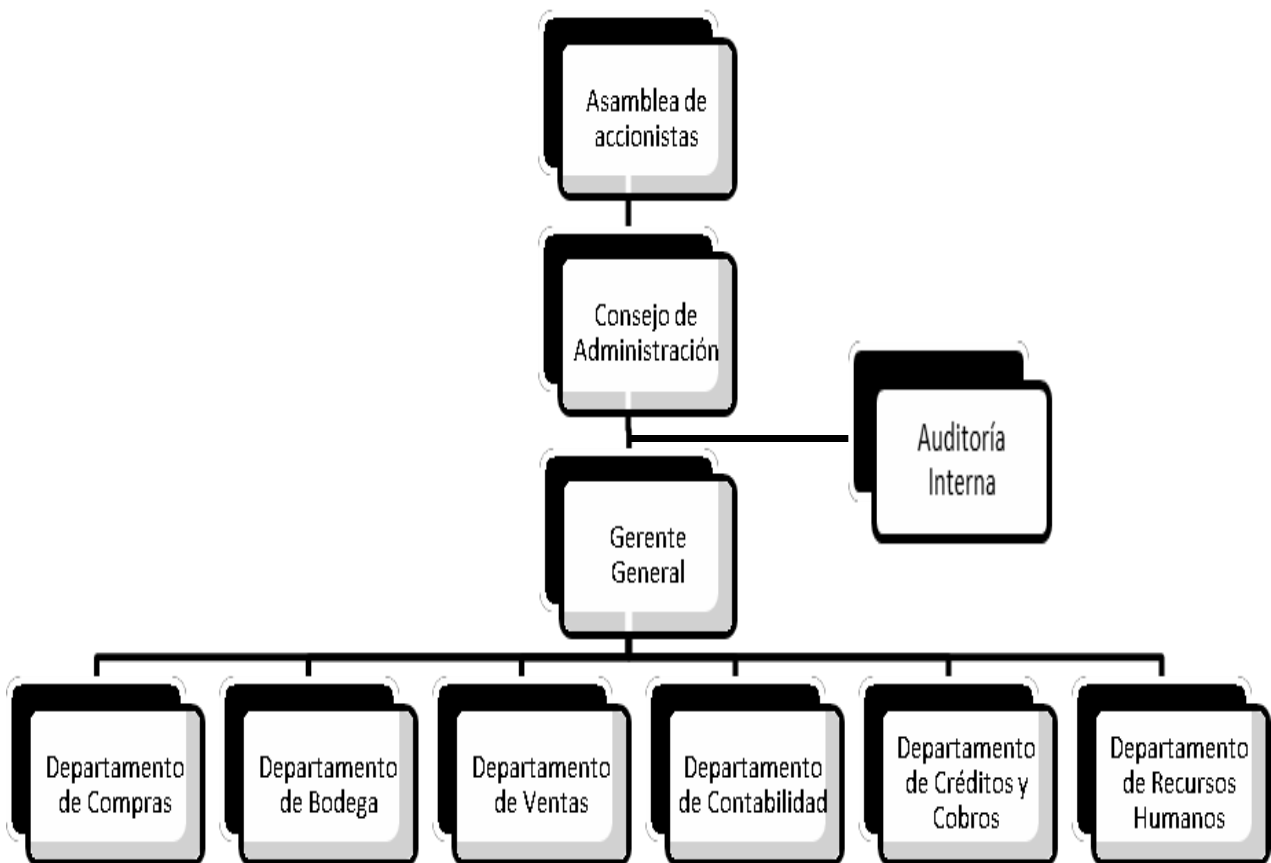 Asamblea de
accionistas
Consejo de
Administración
Auditoría
Interna
Gerente
General
Departamento
de Compras
Departamento
de Bodega
Departamento
de Ventas
Departamento
de Contabilidad
Departamento
de Créditos y
Cobros
Departamento
de Recursos
Humanos